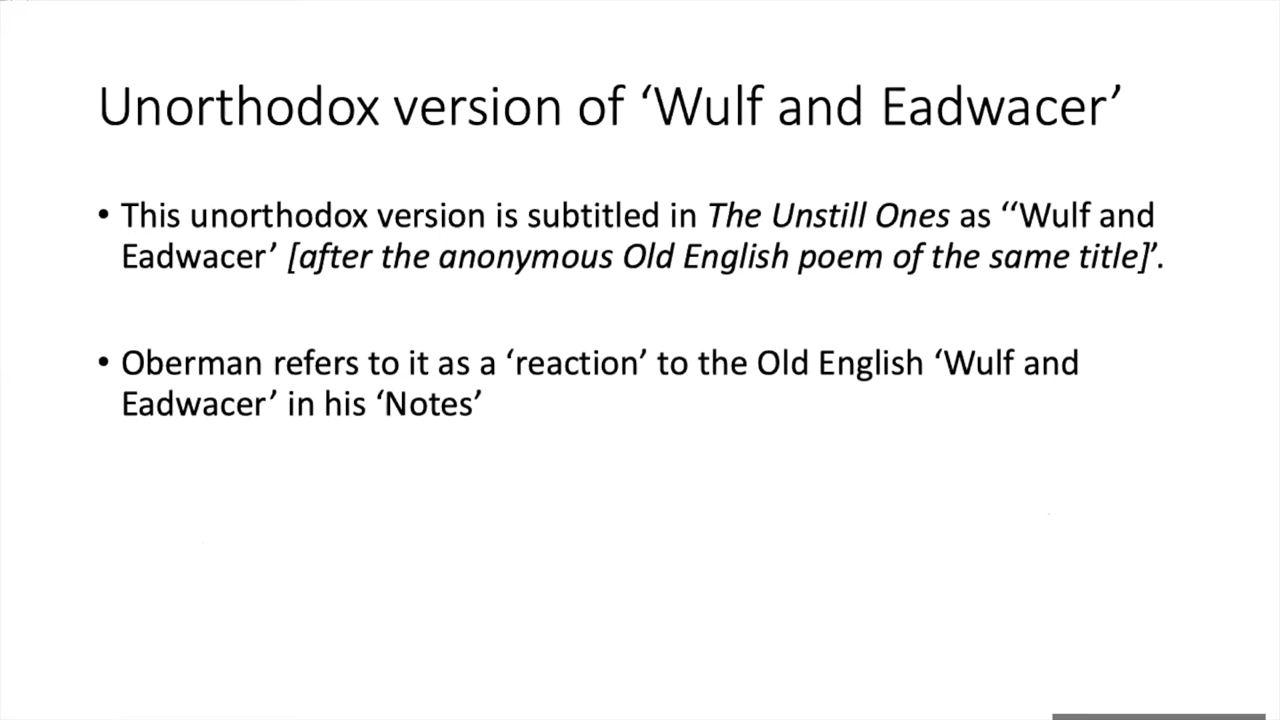 Unorthodox version of ‘Wulf and Eadwacer’
• This unorthodox version is subtitled in The Unstill Ones as ‘‘Wulf and
Eadwacer’ [after the anonymous Old English poem of the same title]’.
• Oberman refers to it as a ‘reaction’ to the Old English ‘Wulf and
Eadwacer’ in his ‘Notes’